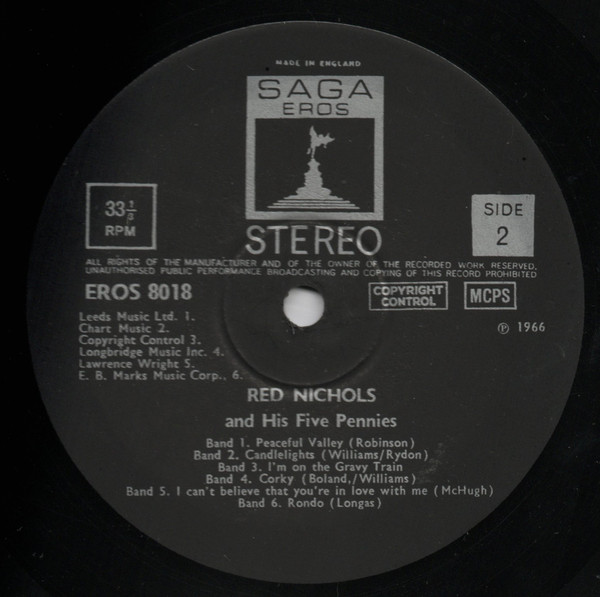 MADE IN ENGLAND
SAGA
EROS
33 1/3
RPM
STEREO
SIDE
2
ALL RIGHTS OF THE MANUFACTURER AND OF THE OWNER OF THE RECORDED WORK RESERVED.
UNAUTHORISED PUBLIC PERFORMANCE BROADCASTING AND COPYING OF THIS RECORD PROHIBITED
EROS 8018
COPYRIGHT
CONTROL
MCPS
Ⓟ 1966
Leeds Music Ltd. 1.
Chart Music 2.
Copyright Control 3.
Longbridge Music Inc. 4.
Lawrence Wright 5.
E. B. Marks Music Corp., 6.
RED NICHOLS
and His Five Pennies
Band 1. Peaceful Valley (Robinson)
Band 2. Candlelights (Williams/Rydon)
Band 3. I'm on the Gravy Train
Band 4. Corky (Boland,/Williams)
Band 5. I can't believe that you're in love with me (McHugh)
Band 6. Rondo (Longas)